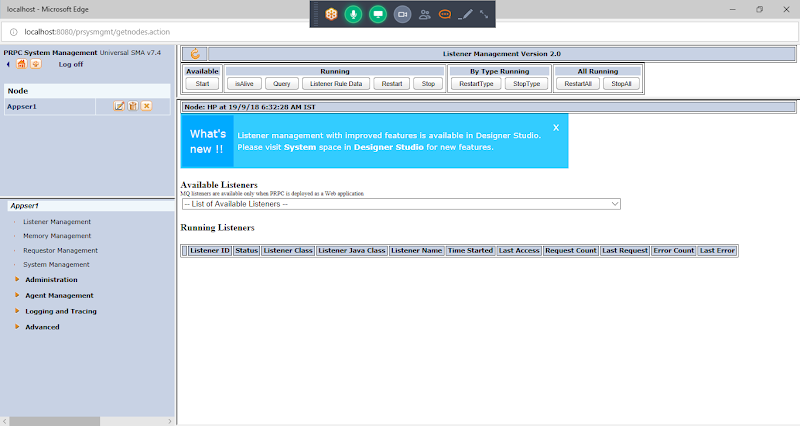 localhost - Microsoft Edge
localhost:8080/prsysmgmt/getnodes.action
PRPC System Management Universal SMA v7.4
Log off
Node
Appser1
Appser1
Listener Management
Memory Management
Requestor Management
System Management
Administration
Agent Management
Logging and Tracing
Advanced
Listener Management Version 2.0
Available Running By Type Running All Running
Start isAlive Query Listener Rule Data Restart Stop RestartType StopType RestartAll StopAll
Node: HP at 19/9/18 6:32:28 AM IST
What's new !!
Listener management with improved features is available in Designer Studio.
Please visit System space in Designer Studio for new features.
X
Available Listeners
MQ listeners are available only when PRPC is deployed as a Web application
-- List of Available Listeners --
Running Listeners
Listener ID Status Listener Class Listener Java Class Listener Name Time Started Last Access Request Count Last Request Error Count Last Error